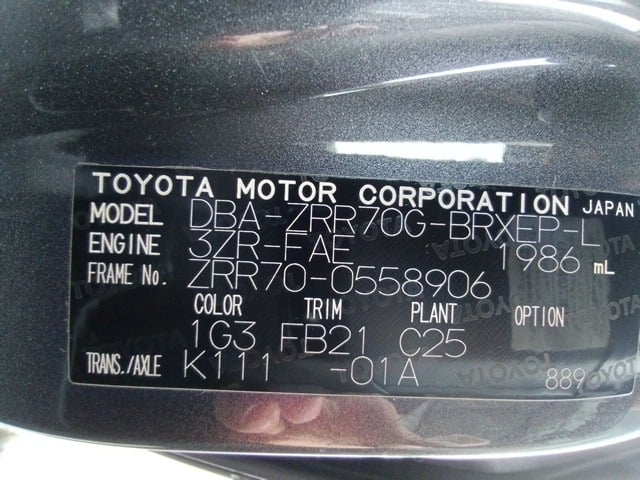 TOYOTA MOTOR CORPORATION JAPAN
MODEL DBA-ZRR70G-BRXEP-L
ENGINE 3ZR-FAE 1986 mL
FRAME No. ZRR70-0558906
COLOR TRIM PLANT OPTION
1G3 FB21 C25
TRANS./AXLE K111 -01A 889